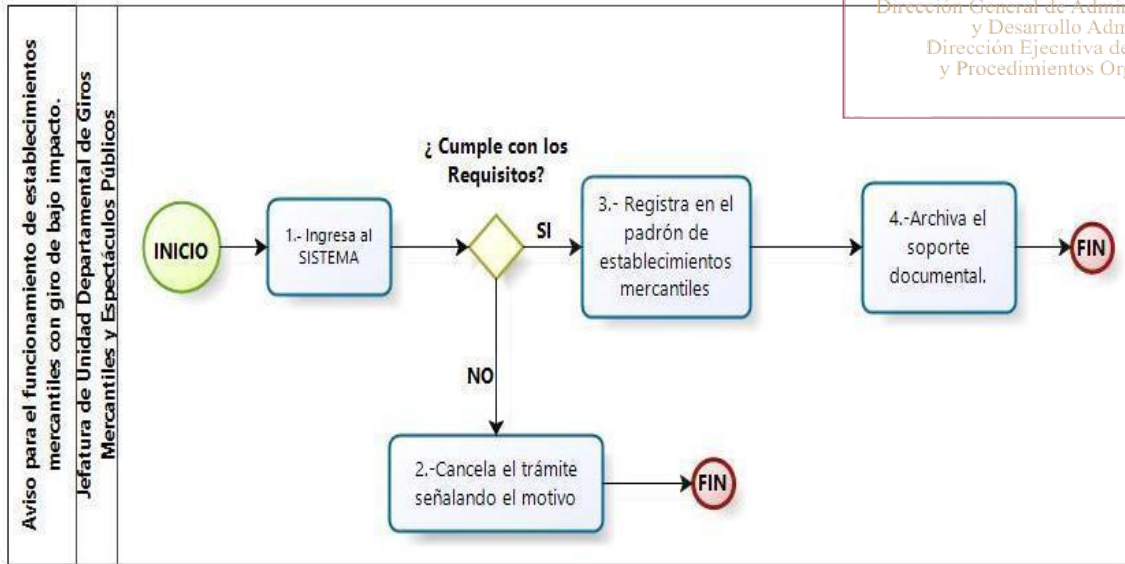 Dirección General de Admin
y Desarrollo Adm
Dirección Ejecutiva de
y Procedimientos Org
Aviso para el funcionamiento de establecimientos
mercantiles con giro de bajo impacto.
Jefatura de Unidad Departamental de Giros
Mercantiles y Espectáculos Públicos
INICIO
1.- Ingresa al
SISTEMA
¿ Cumple con los
Requisitos?
SI
3.- Registra en el
padrón de
establecimientos
mercantiles
4.-Archiva el
soporte
documental.
FIN
NO
2.-Cancela el trámite
señalando el motivo
FIN